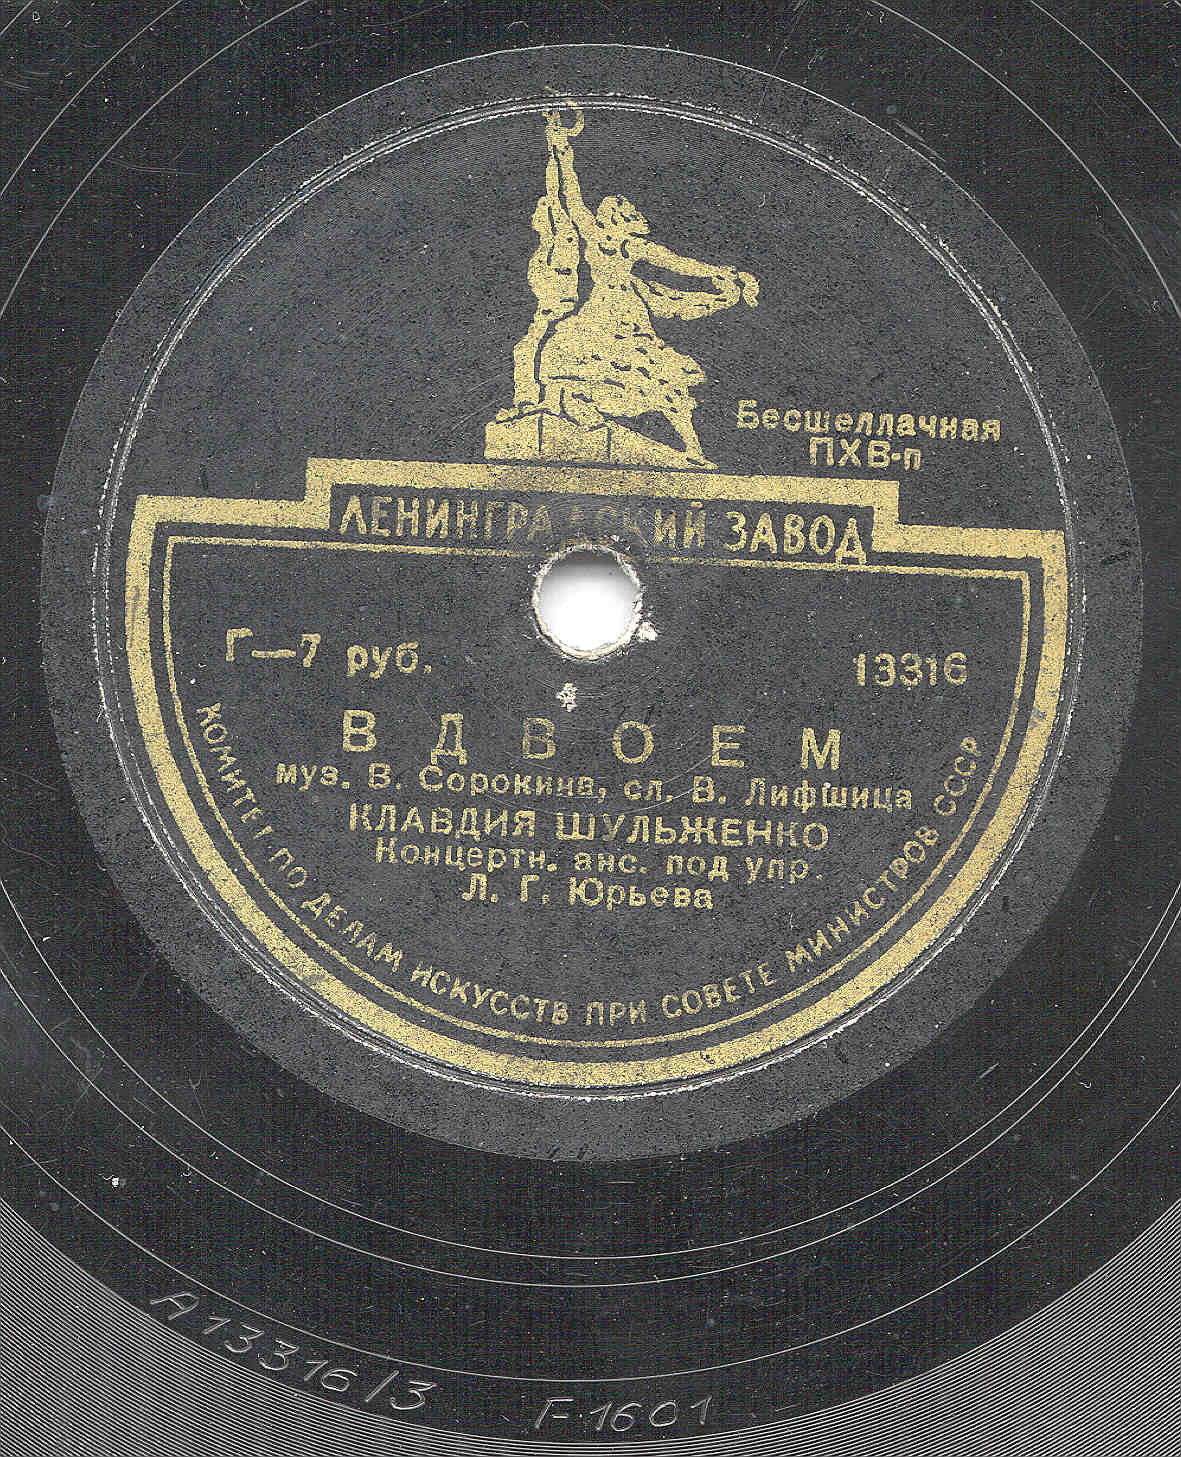 Бесшеллачная
ПХВ-п
ЛЕНИНГРАДСКИЙ ЗАВОД
Г—7 руб.
13316
ВДВОЕМ
муз. В. Сорокина, сл. В. Лифшица
КЛАВДИЯ ШУЛЬЖЕНКО
Концертн. анс. под упр.
Л. Г. Юрьева
КОМИТЕТ ПО ДЕЛАМ ИСКУССТВ ПРИ СОВЕТЕ МИНИСТРОВ СССР
A 13316/3
F-1601